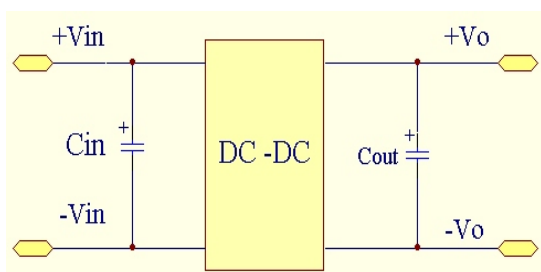 +Vin
+Vo
+
Cin
DC -DC
+
Cout
-Vin
-Vo